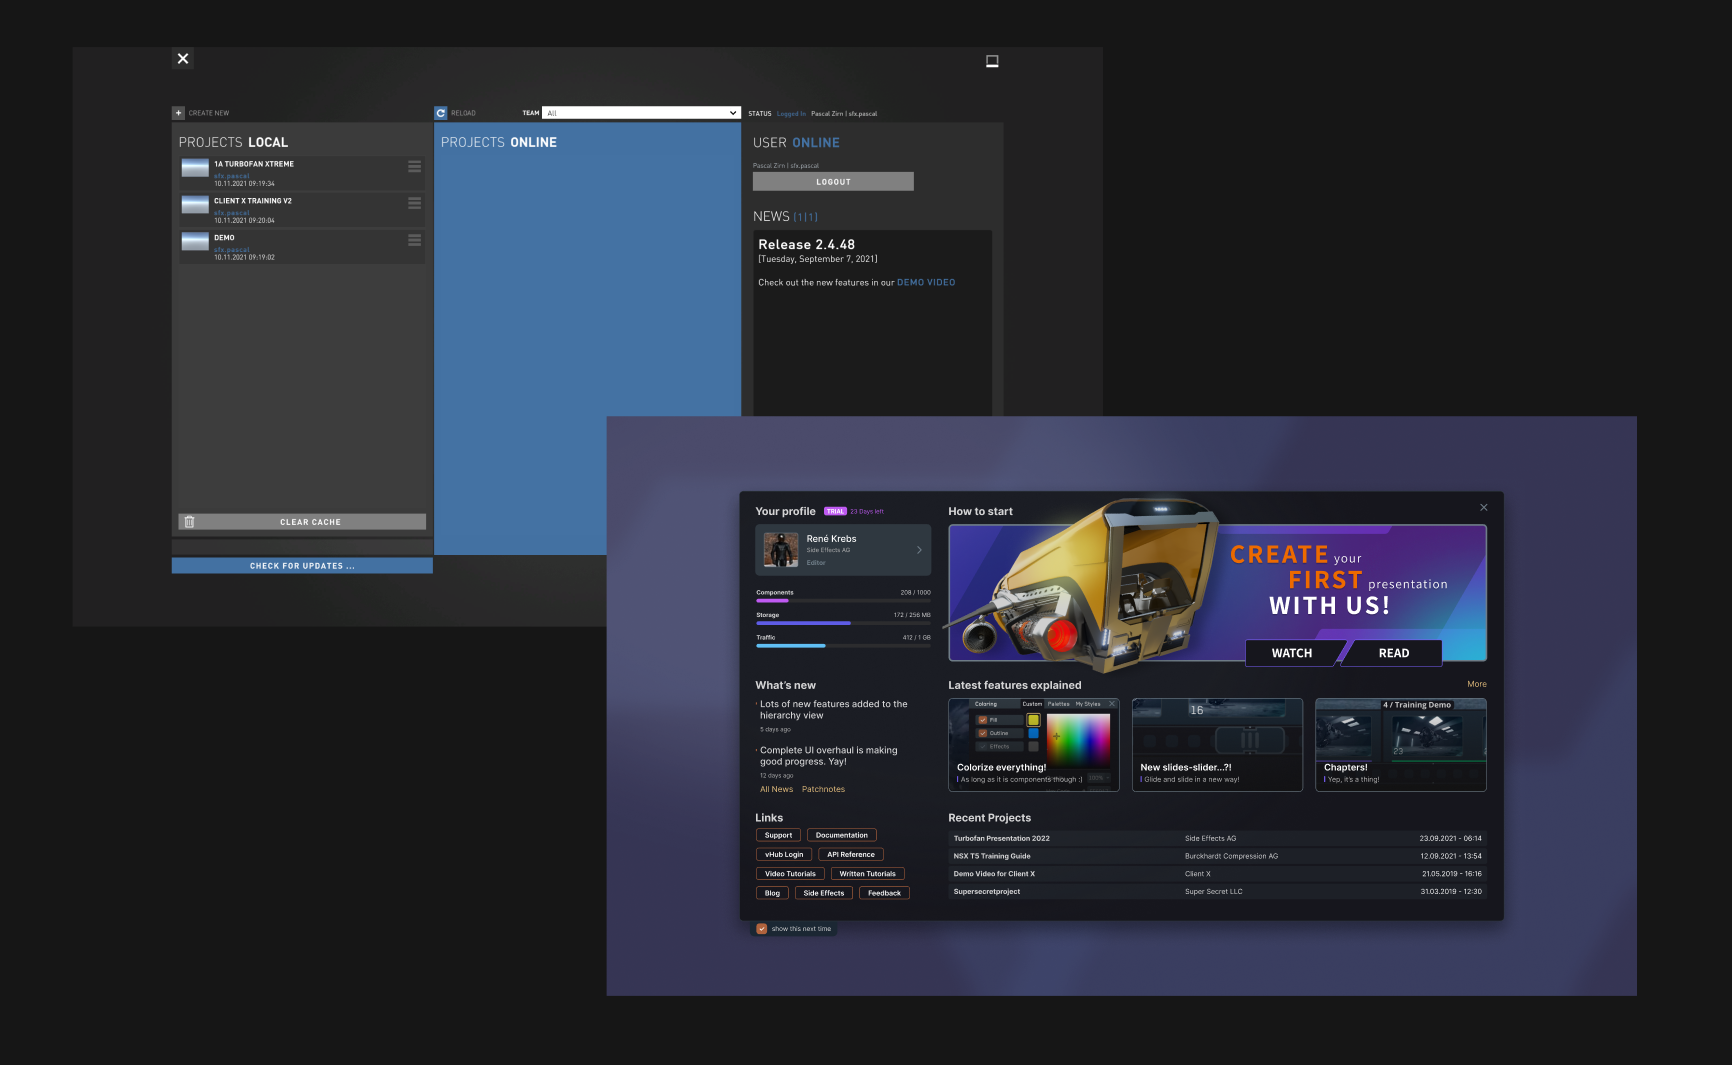 CREATE NEW
RELOAD
TEAM
All
STATUS Logged In Pascal Zirn | sfx.pascal
PROJECTS LOCAL
1A TURBOFAN XTREME
sfx.pascal
10.11.2021 09:19:34
CLIENT X TRAINING V2
sfx.pascal
10.11.2021 09:20:04
DEMO
sfx.pascal
10.11.2021 09:19:02
CLEAR CACHE
CHECK FOR UPDATES ...
PROJECTS ONLINE
USER ONLINE
Pascal Zirn | sfx.pascal
LOGOUT
NEWS [1|1]
Release 2.4.48
[Tuesday, September 7, 2021]
Check out the new features in our DEMO VIDEO
Your profile TRIAL 23 Days left
René Krebs
Side Effects AG
Editor
Components 208 / 1000
Storage 172 / 256 MB
Traffic 412 / 1 GB
What's new
Lots of new features added to the
hierarchy view
5 days ago
Complete UI overhaul is making
good progress. Yay!
12 days ago
All News Patchnotes
Links
Support Documentation
vHub Login API Reference
Video Tutorials Written Tutorials
Blog Side Effects Feedback
show this next time
How to start
CREATE your
FIRST presentation
WITH US!
WATCH READ
Latest features explained More
Coloring Custom Palettes My Styles
Fill
Outline
Effects
100%
Colorize everything!
As long as it is components though :)
16
New slides-slider...?!
Glide and slide in a new way!
4 / Training Demo
23
Chapters!
Yep, it's a thing!
Recent Projects
Turbofan Presentation 2022 Side Effects AG 23.09.2021 - 06:14
NSX T5 Training Guide Burckhardt Compression AG 12.09.2021 - 13:54
Demo Video for Client X Client X 21.05.2019 - 16:16
Supersecretproject Super Secret LLC 31.03.2019 - 12:30